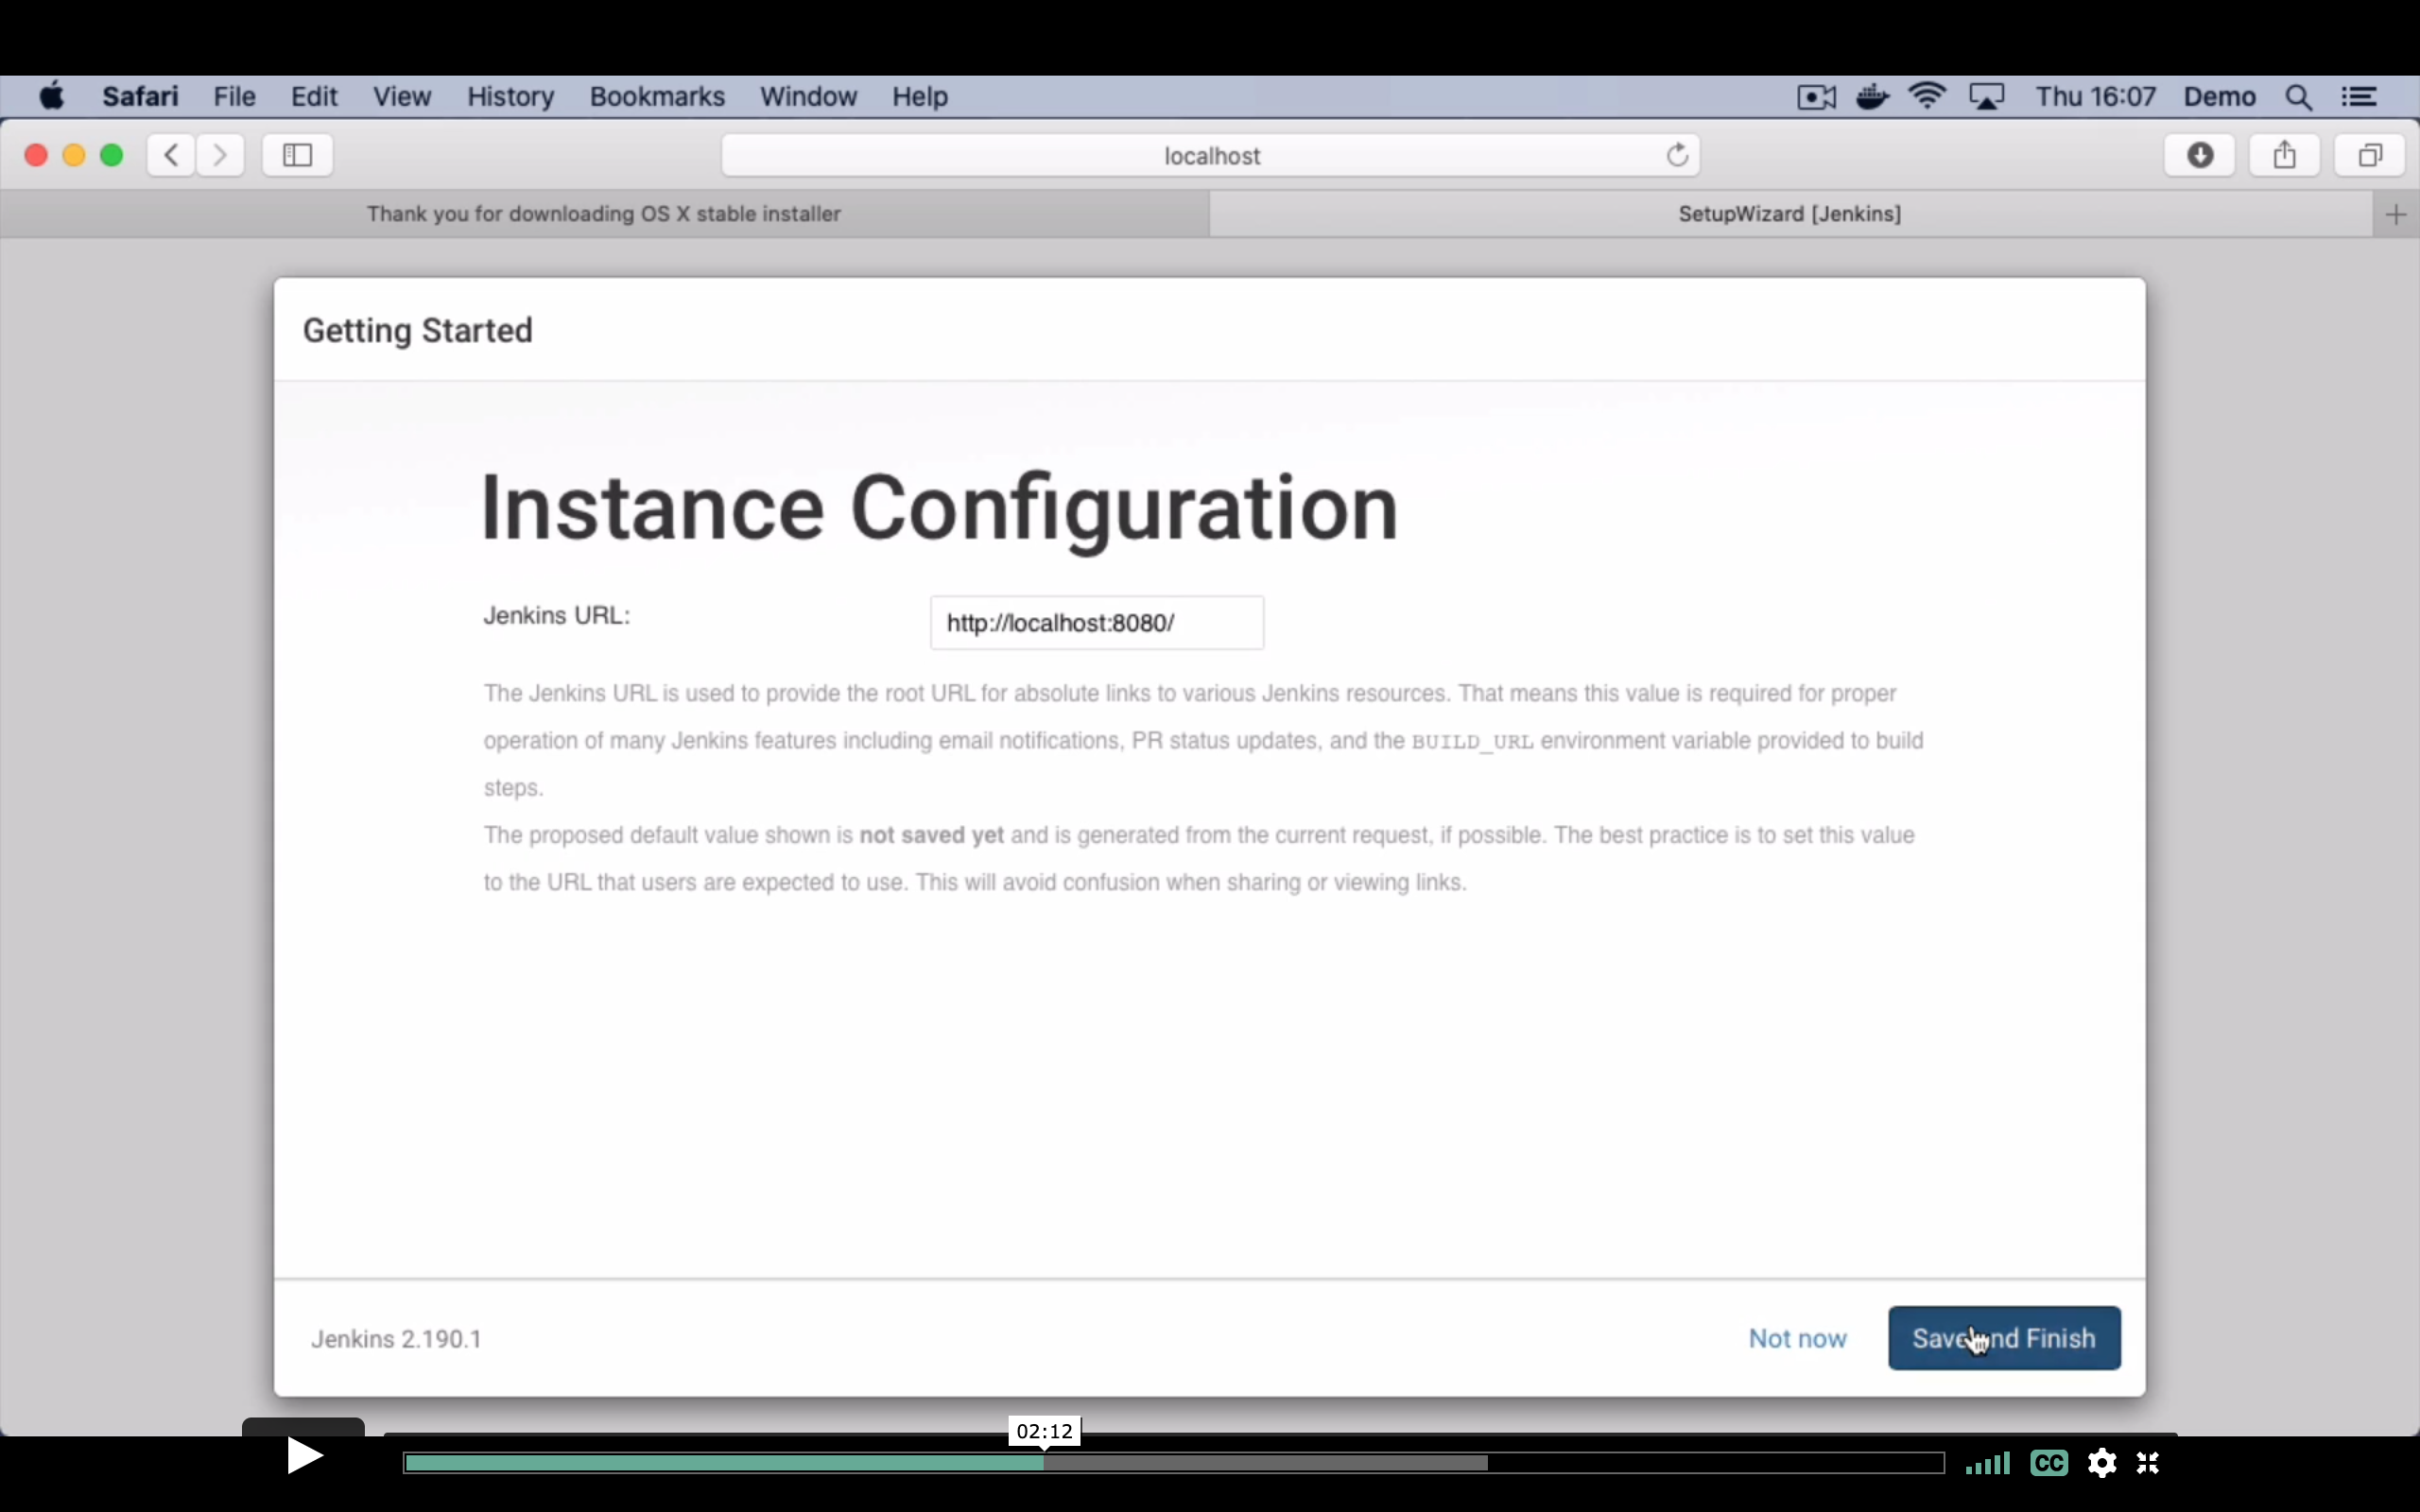 Safari File Edit View History Bookmarks Window Help Thu 16:07 Demo
localhost
Thank you for downloading OS X stable installer SetupWizard [Jenkins]
Getting Started
Instance Configuration
Jenkins URL: http://localhost:8080/
The Jenkins URL is used to provide the root URL for absolute links to various Jenkins resources. That means this value is required for proper
operation of many Jenkins features including email notifications, PR status updates, and the BUILD_URL environment variable provided to build
steps.
The proposed default value shown is not saved yet and is generated from the current request, if possible. The best practice is to set this value
to the URL that users are expected to use. This will avoid confusion when sharing or viewing links.
Jenkins 2.190.1 Not now Save and Finish
02:12
CC